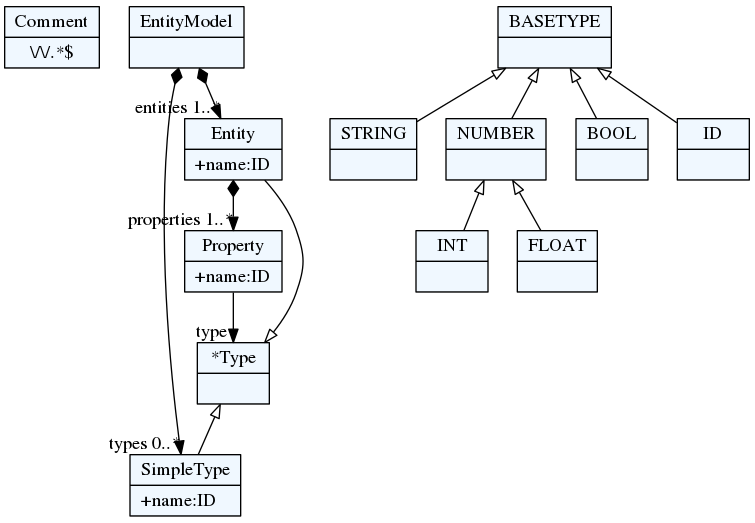 Comment
\/\/.*$
EntityModel
entities 1..*
Entity
+name:ID
properties 1..*
Property
+name:ID
type
*Type
types 0..*
SimpleType
+name:ID
BASETYPE
STRING
NUMBER
BOOL
ID
INT
FLOAT